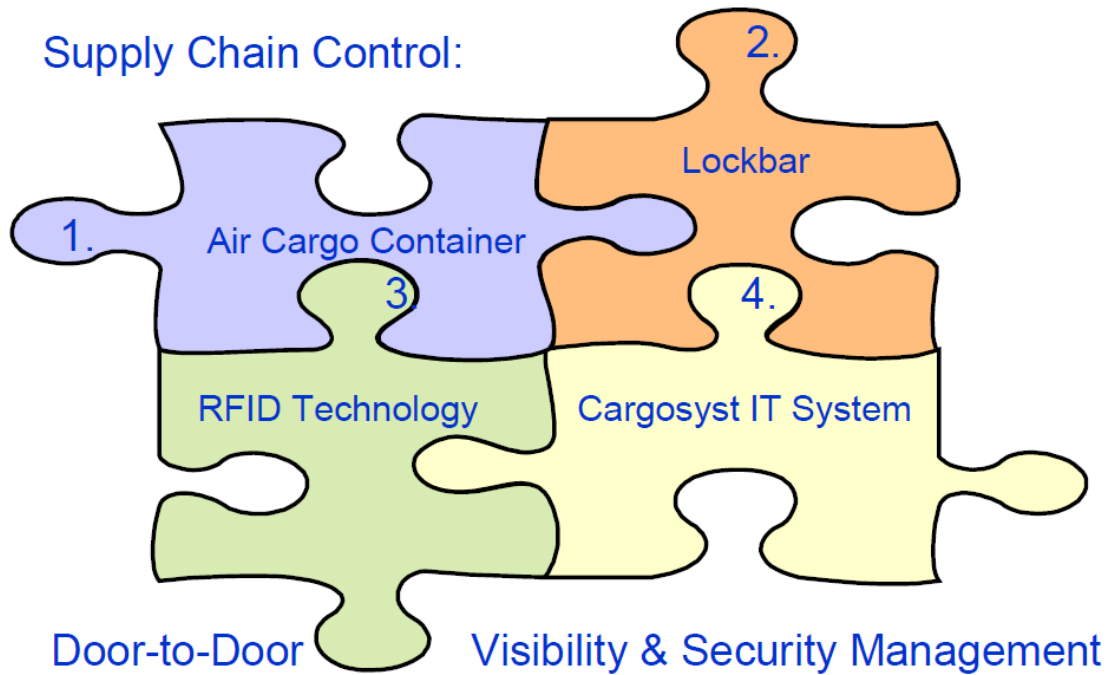 Supply Chain Control:
1.
Air Cargo Container
2.
Lockbar
3.
RFID Technology
4.
Cargosyst IT System
Door-to-Door
Visibility & Security Management